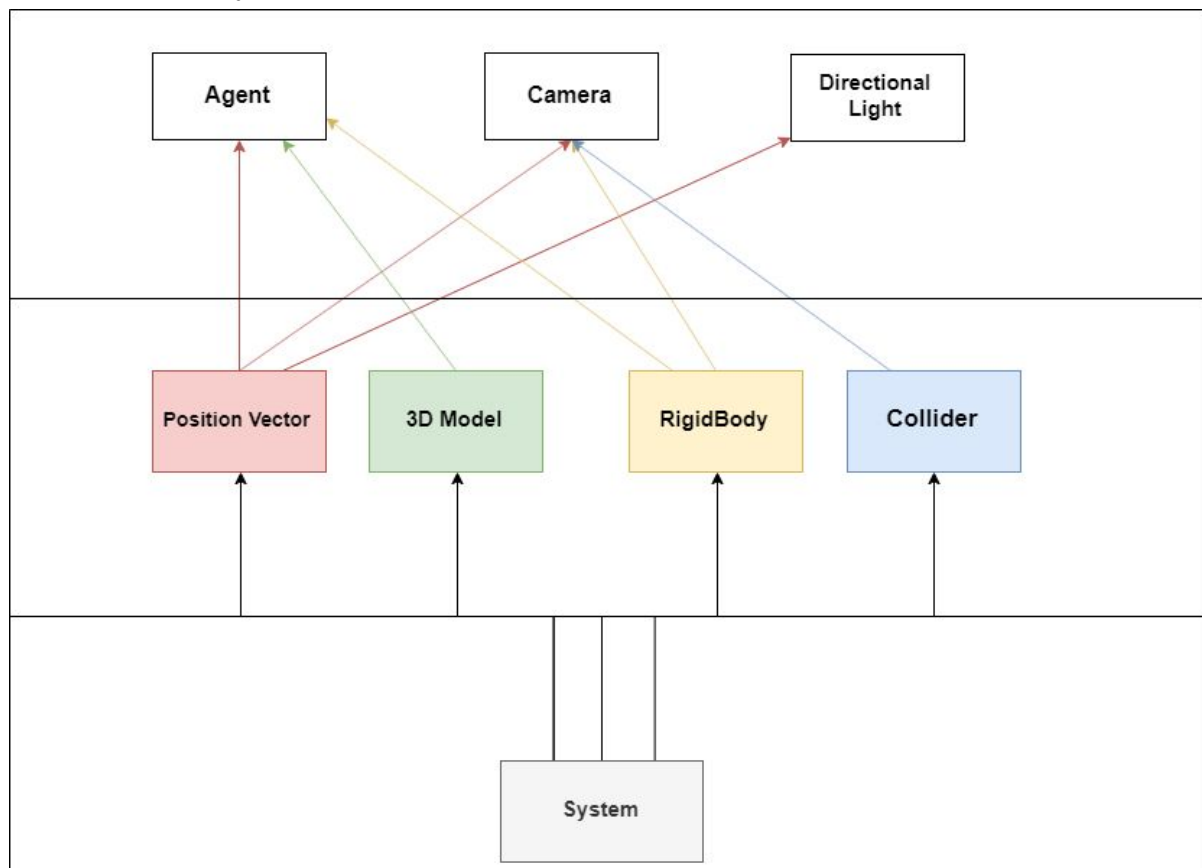 Agent
Camera
Directional
Light
Position Vector
3D Model
RigidBody
Collider
System